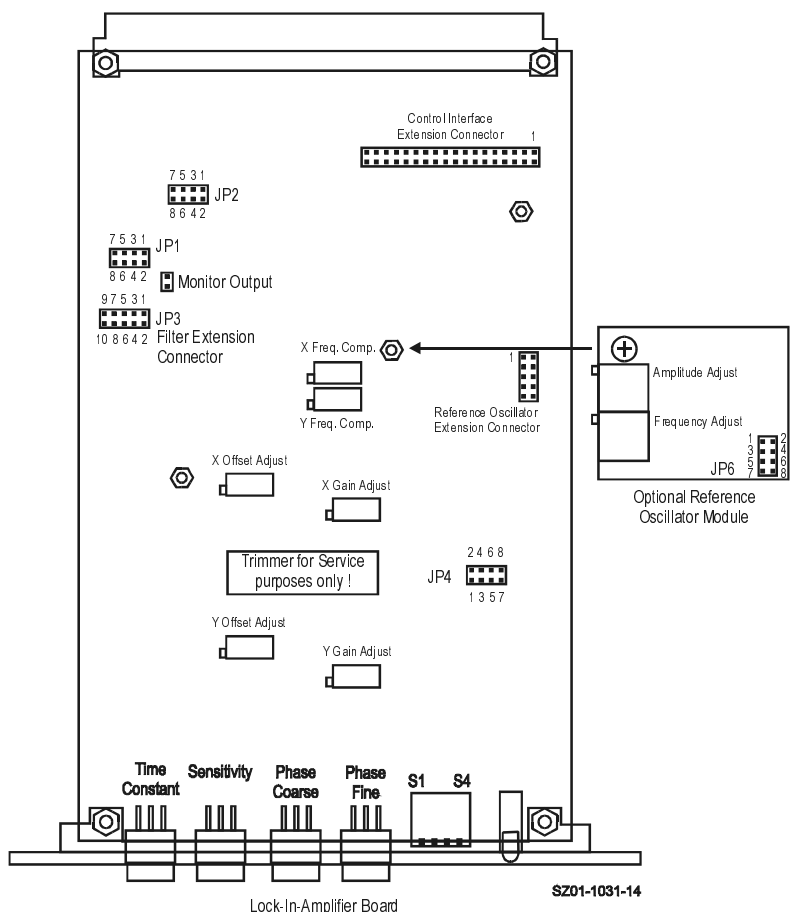 Control Interface
Extension Connector 1
7 5 3 1
JP2
8 6 4 2
7 5 3 1
JP1
8 6 4 2
Monitor Output
9 7 5 3 1
JP3
10 8 6 4 2
Filter Extension
Connector
X Freq. Comp.
Y Freq. Comp.
1
Reference Oscillator
Extension Connector
Amplitude Adjust
Frequency Adjust
1 2
3 4
5 6
7 8
JP6
Optional Reference
Oscillator Module
X Offset Adjust
X Gain Adjust
Trimmer for Service
purposes only !
2 4 6 8
JP4
1 3 5 7
Y Offset Adjust
Y Gain Adjust
Time
Constant
Sensitivity
Phase
Coarse
Phase
Fine
S1 S4
SZ01-1031-14
Lock-In-Amplifier Board